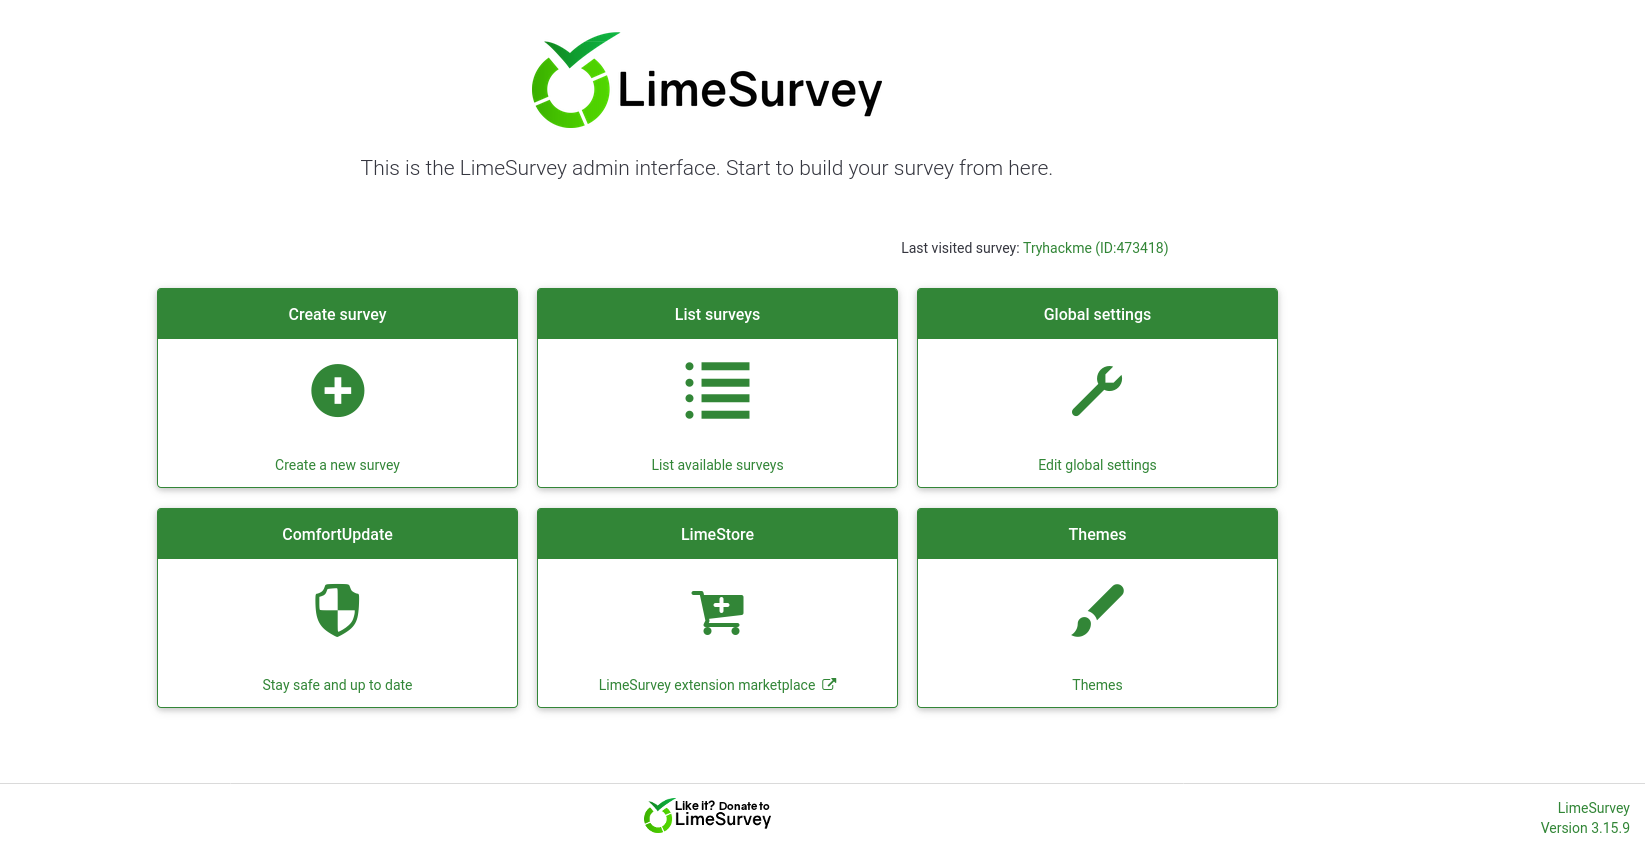 LimeSurvey
This is the LimeSurvey admin interface. Start to build your survey from here.
Last visited survey: Tryhackme (ID:473418)
Create survey
Create a new survey
List surveys
List available surveys
Global settings
Edit global settings
ComfortUpdate
Stay safe and up to date
LimeStore
LimeSurvey extension marketplace
Themes
Themes
Like it? Donate to
LimeSurvey
LimeSurvey
Version 3.15.9